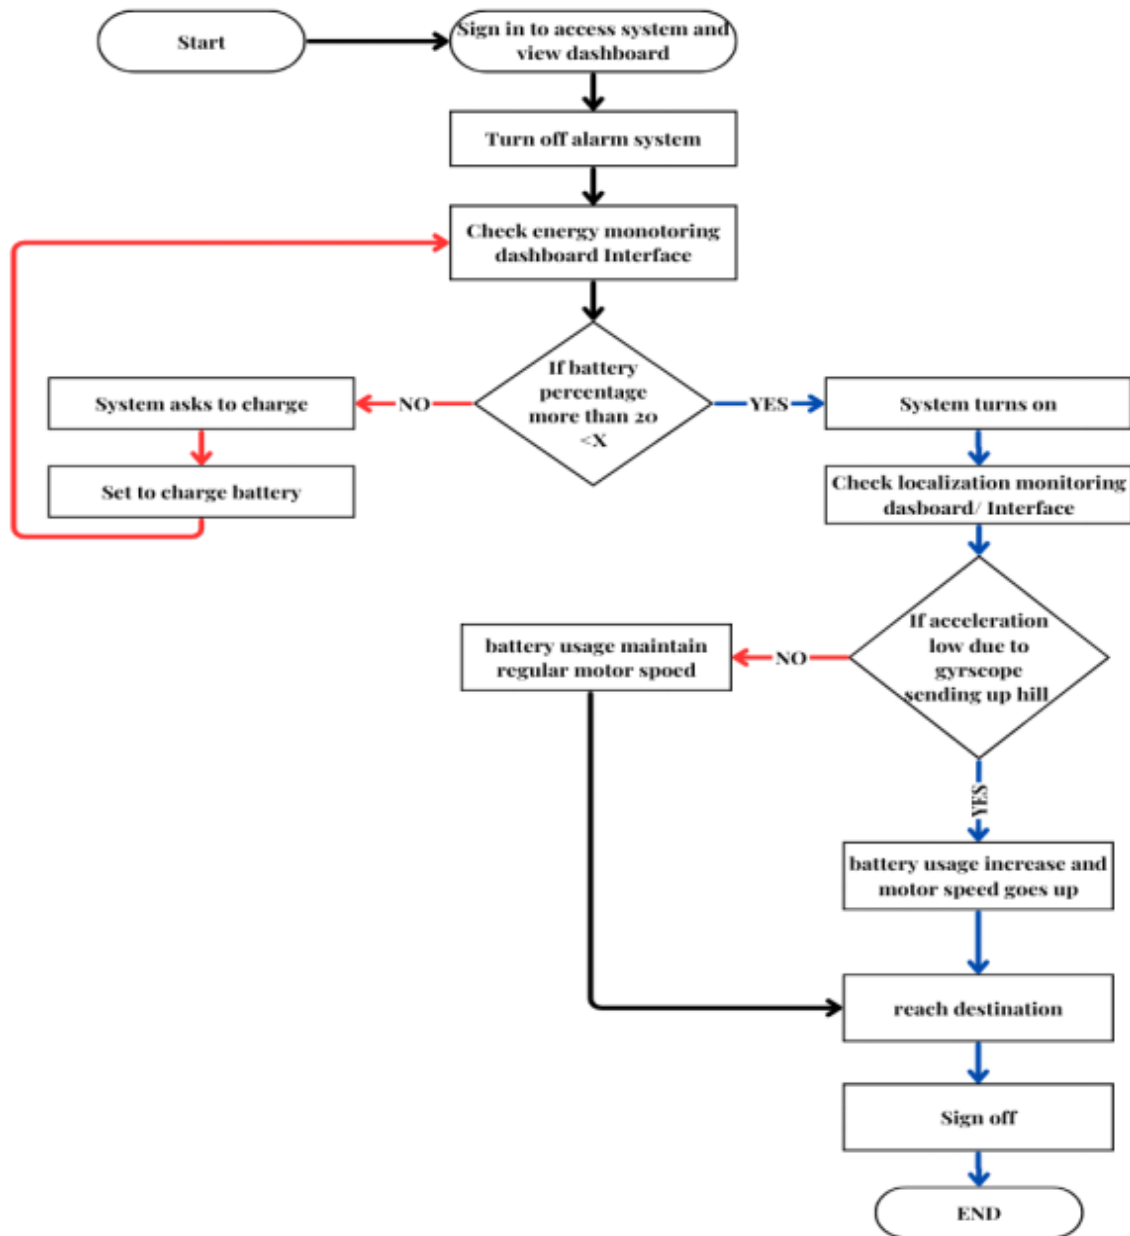 Start
Sign in to access system and
view dashboard
Turn off alarm system
Check energy monotoring
dashboard Interface
If battery
percentage
more than 20
<X
NO
YES
System asks to charge
Set to charge battery
System turns on
Check localization monitoring
dasboard/ Interface
If acceleration
low due to
gyrscope
sending up hill
NO
battery usage maintain
regular motor spoed
YES
battery usage increase and
motor speed goes up
reach destination
Sign off
END